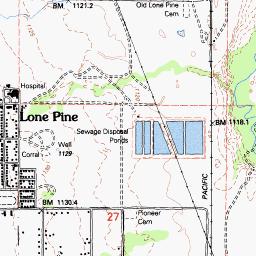 BM 1121.2
Old Lone Pine
Cem
Hospital
Lone Pine
BM 1118.1
Sewage Disposal
Ponds
Well
1129
Corral
PACIFIC
BM 1130.4
27
Pioneer
Cem